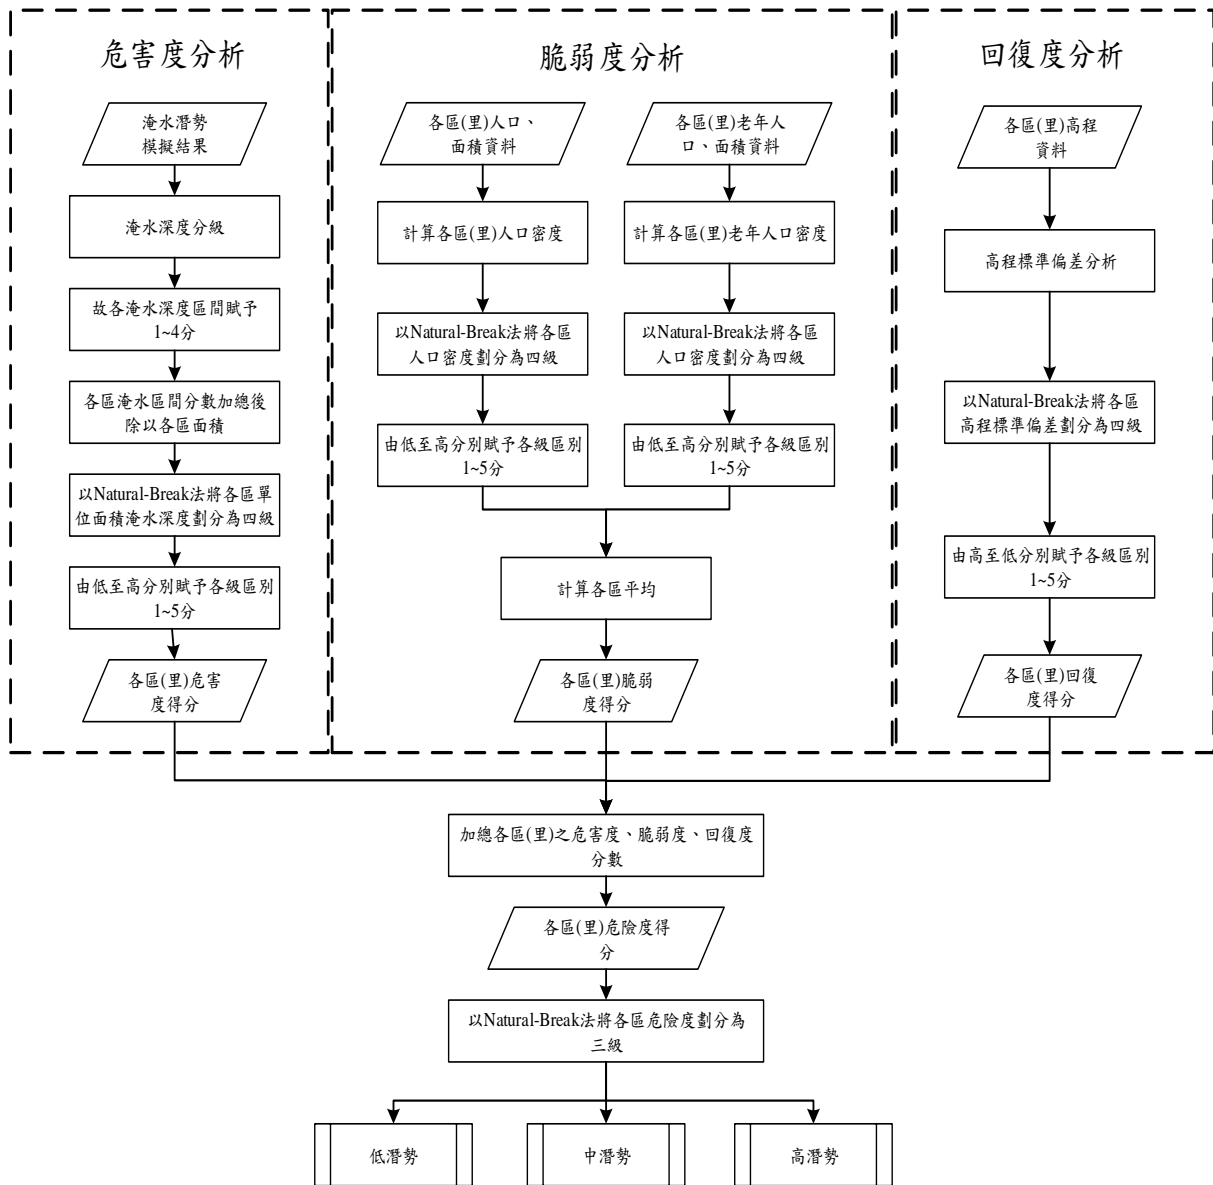 危害度分析
淹水潛勢
模擬結果
淹水深度分級
故各淹水深度區間賦予
1~4分
各區淹水區間分數加總後
除以各區面積
以Natural-Break法將各區單
位面積淹水深度劃分為四級
由低至高分別賦予各級區別
1~5分
各區(里)危害
度得分
脆弱度分析
各區(里)人口、
面積資料
計算各區(里)人口密度
以Natural-Break法將各區
人口密度劃分為四級
由低至高分別賦予各級區別
1~5分
各區(里)老年人
口、面積資料
計算各區(里)老年人口密度
以Natural-Break法將各區
人口密度劃分為四級
由低至高分別賦予各級區別
1~5分
計算各區平均
各區(里)脆弱
度得分
回復度分析
各區(里)高程
資料
高程標準偏差分析
以Natural-Break法將各區
高程標準偏差劃分為四級
由高至低分別賦予各級區別
1~5分
各區(里)回復
度得分
加總各區(里)之危害度、脆弱度、回復度
分數
各區(里)危險度得
分
以Natural-Break法將各區危險度劃分為
三級
低潛勢
中潛勢
高潛勢